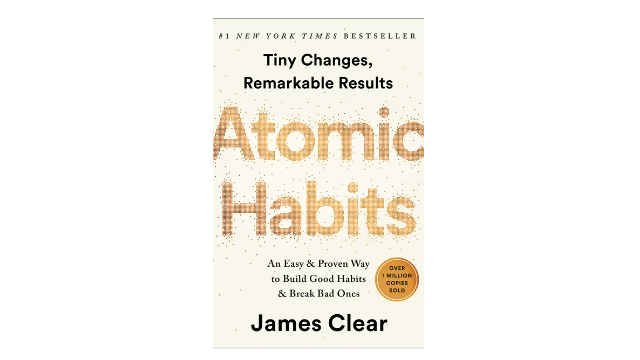 #1 NEW YORK TIMES BESTSELLER
Tiny Changes,
Remarkable Results
Atomic
Habits
An Easy & Proven Way
to Build Good Habits
& Break Bad Ones
OVER
1 MILLION
COPIES
SOLD
James Clear